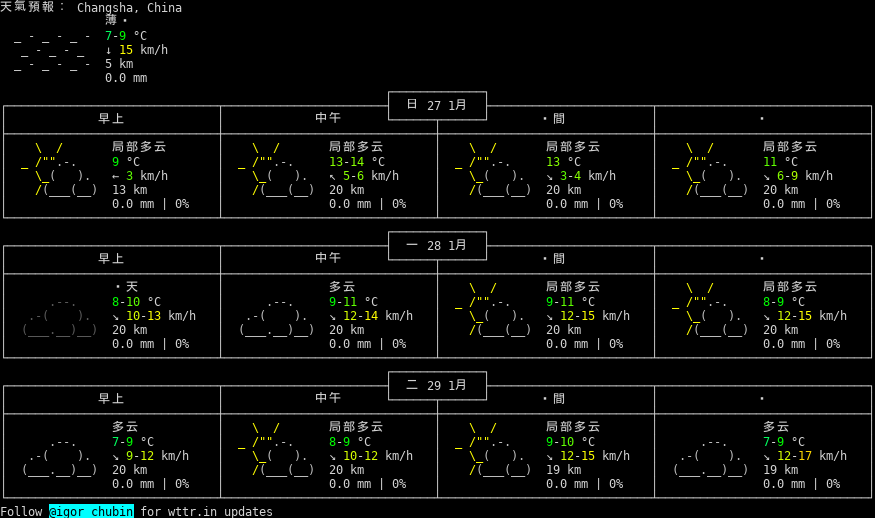 天氣預報： Changsha, China
薄・
7-9 °C
↓ 15 km/h
5 km
0.0 mm
日 27 1月
早上 中午 ・間 ・
局部多云 局部多云 局部多云 局部多云
9 °C 13-14 °C 13 °C 11 °C
← 3 km/h ↖ 5-6 km/h ↘ 3-4 km/h ↘ 6-9 km/h
13 km 20 km 20 km 20 km
0.0 mm | 0% 0.0 mm | 0% 0.0 mm | 0% 0.0 mm | 0%
一 28 1月
早上 中午 ・間 ・
・天 多云 局部多云 局部多云
8-10 °C 9-11 °C 9-11 °C 8-9 °C
↘ 10-13 km/h ↘ 12-14 km/h ↘ 12-15 km/h ↘ 12-15 km/h
20 km 20 km 20 km 20 km
0.0 mm | 0% 0.0 mm | 0% 0.0 mm | 0% 0.0 mm | 0%
二 29 1月
早上 中午 ・間 ・
多云 局部多云 局部多云 多云
7-9 °C 8-9 °C 9-10 °C 7-9 °C
↘ 9-12 km/h ↘ 10-12 km/h ↘ 12-15 km/h ↘ 12-17 km/h
20 km 20 km 19 km 19 km
0.0 mm | 0% 0.0 mm | 0% 0.0 mm | 0% 0.0 mm | 0%
Follow @igor_chubin for wttr.in updates